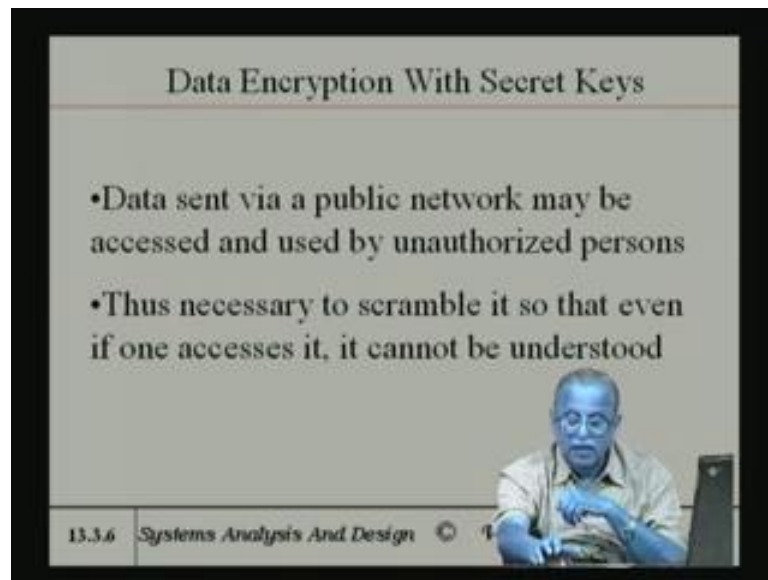 Data Encryption With Secret Keys
•Data sent via a public network may be
accessed and used by unauthorized persons
•Thus necessary to scramble it so that even
if one accesses it, it cannot be understood
13.3.6 Systems Analysis And Design ©